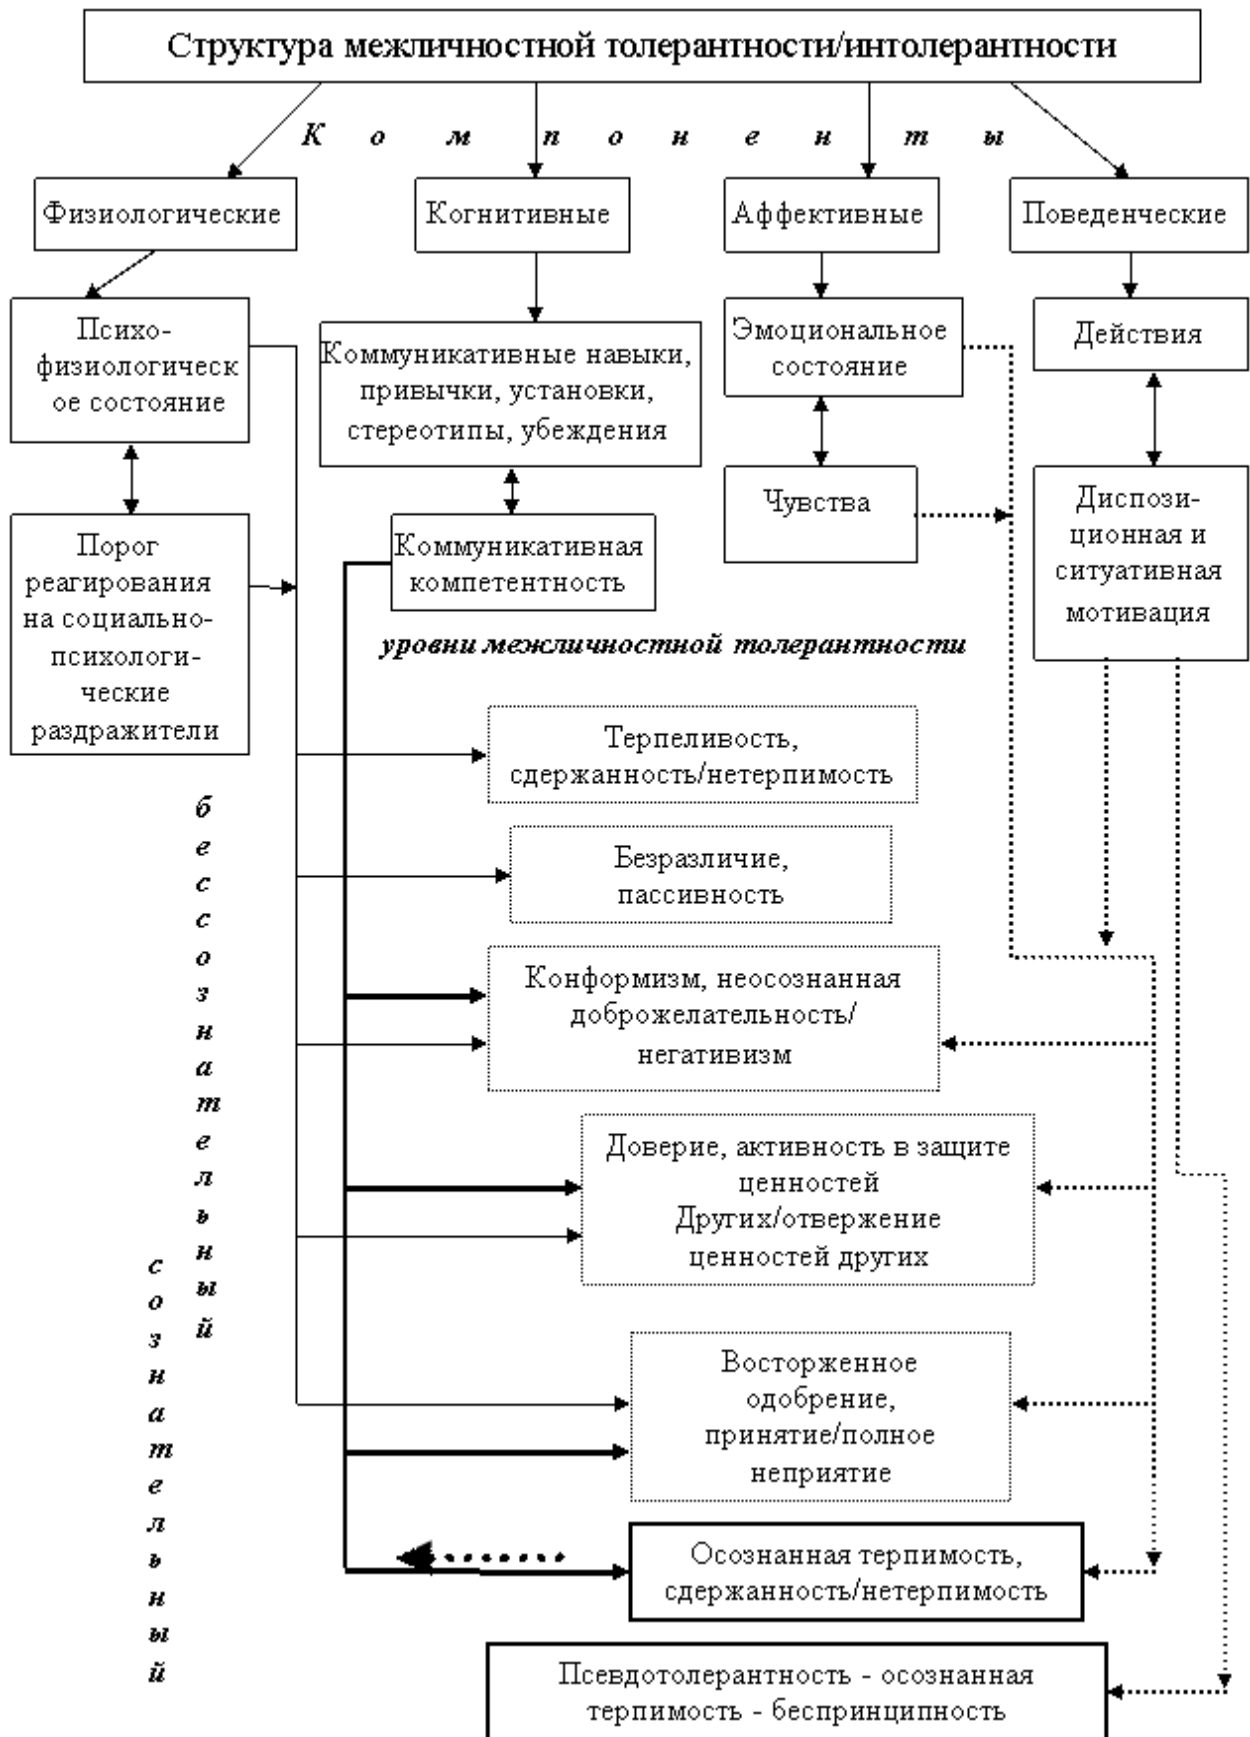 Структура межличностной толерантности/интолерантности
Компоненты
Физиологические
Когнитивные
Аффективные
Поведенческие
Психо-
физиологическ
ое состояние
Коммуникативные навыки,
привычки, установки,
стереотипы, убеждения
Эмоциональное
состояние
Действия
Порог
реагирования
на социально-
психологи-
ческие
раздражители
Коммуникативная
компетентность
Чувства
Диспози-
ционная и
ситуативная
мотивация
уровни межличностной толерантности
бессознательный
сознательный
Терпеливость,
сдержанность/нетерпимость
Безразличие,
пассивность
Конформизм, неосознанная
доброжелательность/
негативизм
Доверие, активность в защите
ценностей
Других/отвержение
ценностей других
Восторженное
одобрение,
принятие/полное
неприятие
Осознанная терпимость,
сдержанность/нетерпимость
Псевдотолерантность - осознанная
терпимость - беспринципность